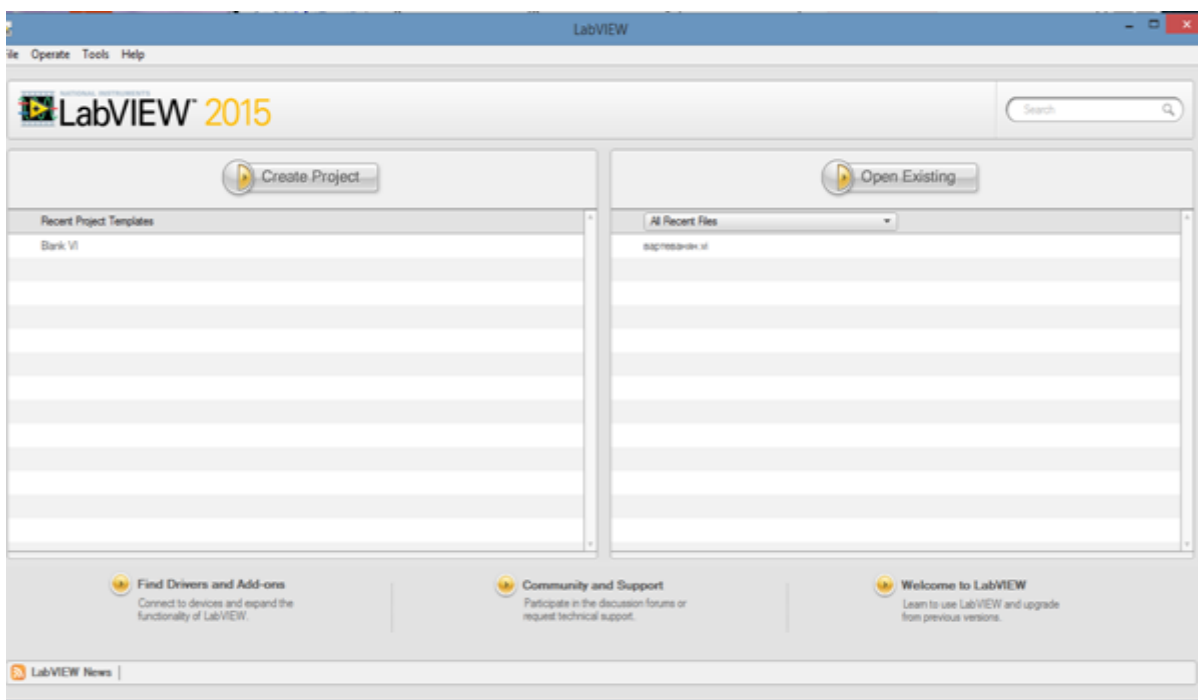 LabVIEW
File Operate Tools Help
NATIONAL INSTRUMENTS
LabVIEW™ 2015
Search
Create Project
Open Existing
Recent Project Templates
All Recent Files
Blank VI
вартеванян.vi
Find Drivers and Add-ons
Connect to devices and expand the
functionality of LabVIEW.
Community and Support
Participate in the discussion forums or
request technical support.
Welcome to LabVIEW
Learn to use LabVIEW and upgrade
from previous versions.
LabVIEW News